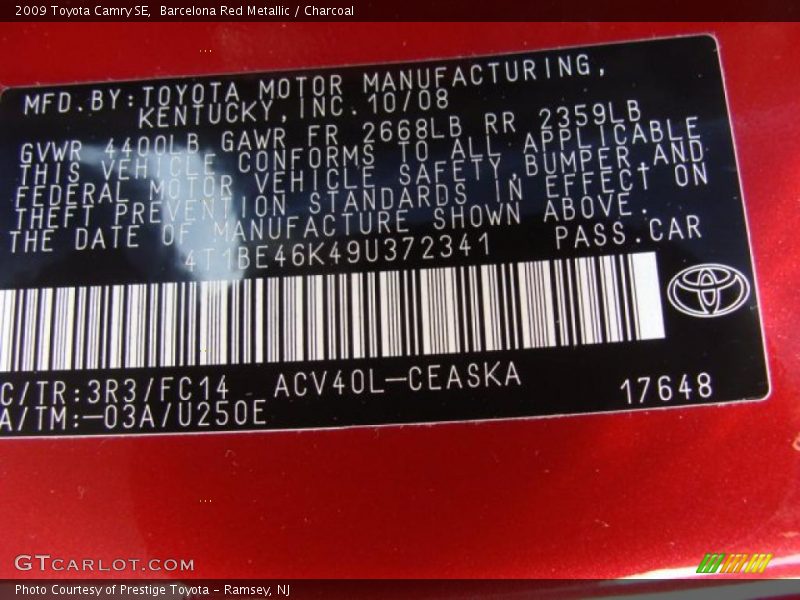 2009 Toyota Camry SE,  Barcelona Red Metallic / Charcoal
MFD.BY:TOYOTA MOTOR MANUFACTURING,
KENTUCKY,INC. 10/08
GVWR 4400LB GAWR FR 2668LB RR 2359LB
THIS VEHICLE CONFORMS TO ALL APPLICABLE
FEDERAL MOTOR VEHICLE SAFETY,BUMPER,AND
THEFT PREVENTION STANDARDS IN EFFECT ON
THE DATE OF MANUFACTURE SHOWN ABOVE.
4T1BE46K49U372341 PASS.CAR
C/TR:3R3/FC14 ACV40L-CEASKA
A/TM:-03A/U250E 17648
GTCARLOT.COM
Photo Courtesy of Prestige Toyota - Ramsey, NJ